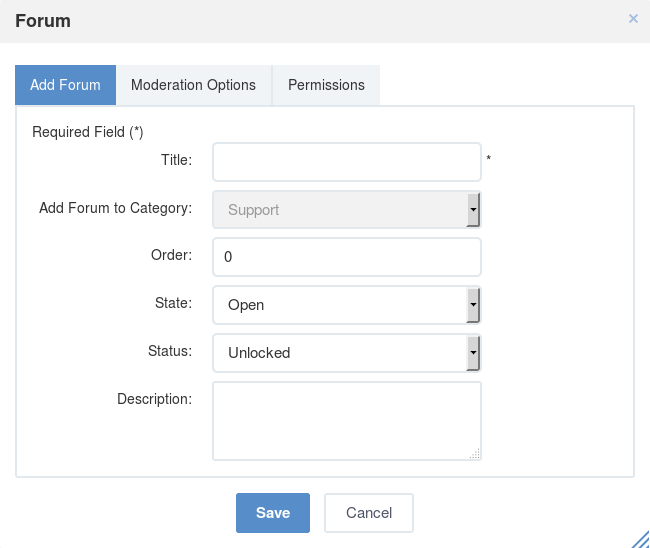 Forum ×
Add Forum Moderation Options Permissions
Required Field (*)
Title: *
Add Forum to Category: Support
Order: 0
State: Open
Status: Unlocked
Description:
Save Cancel